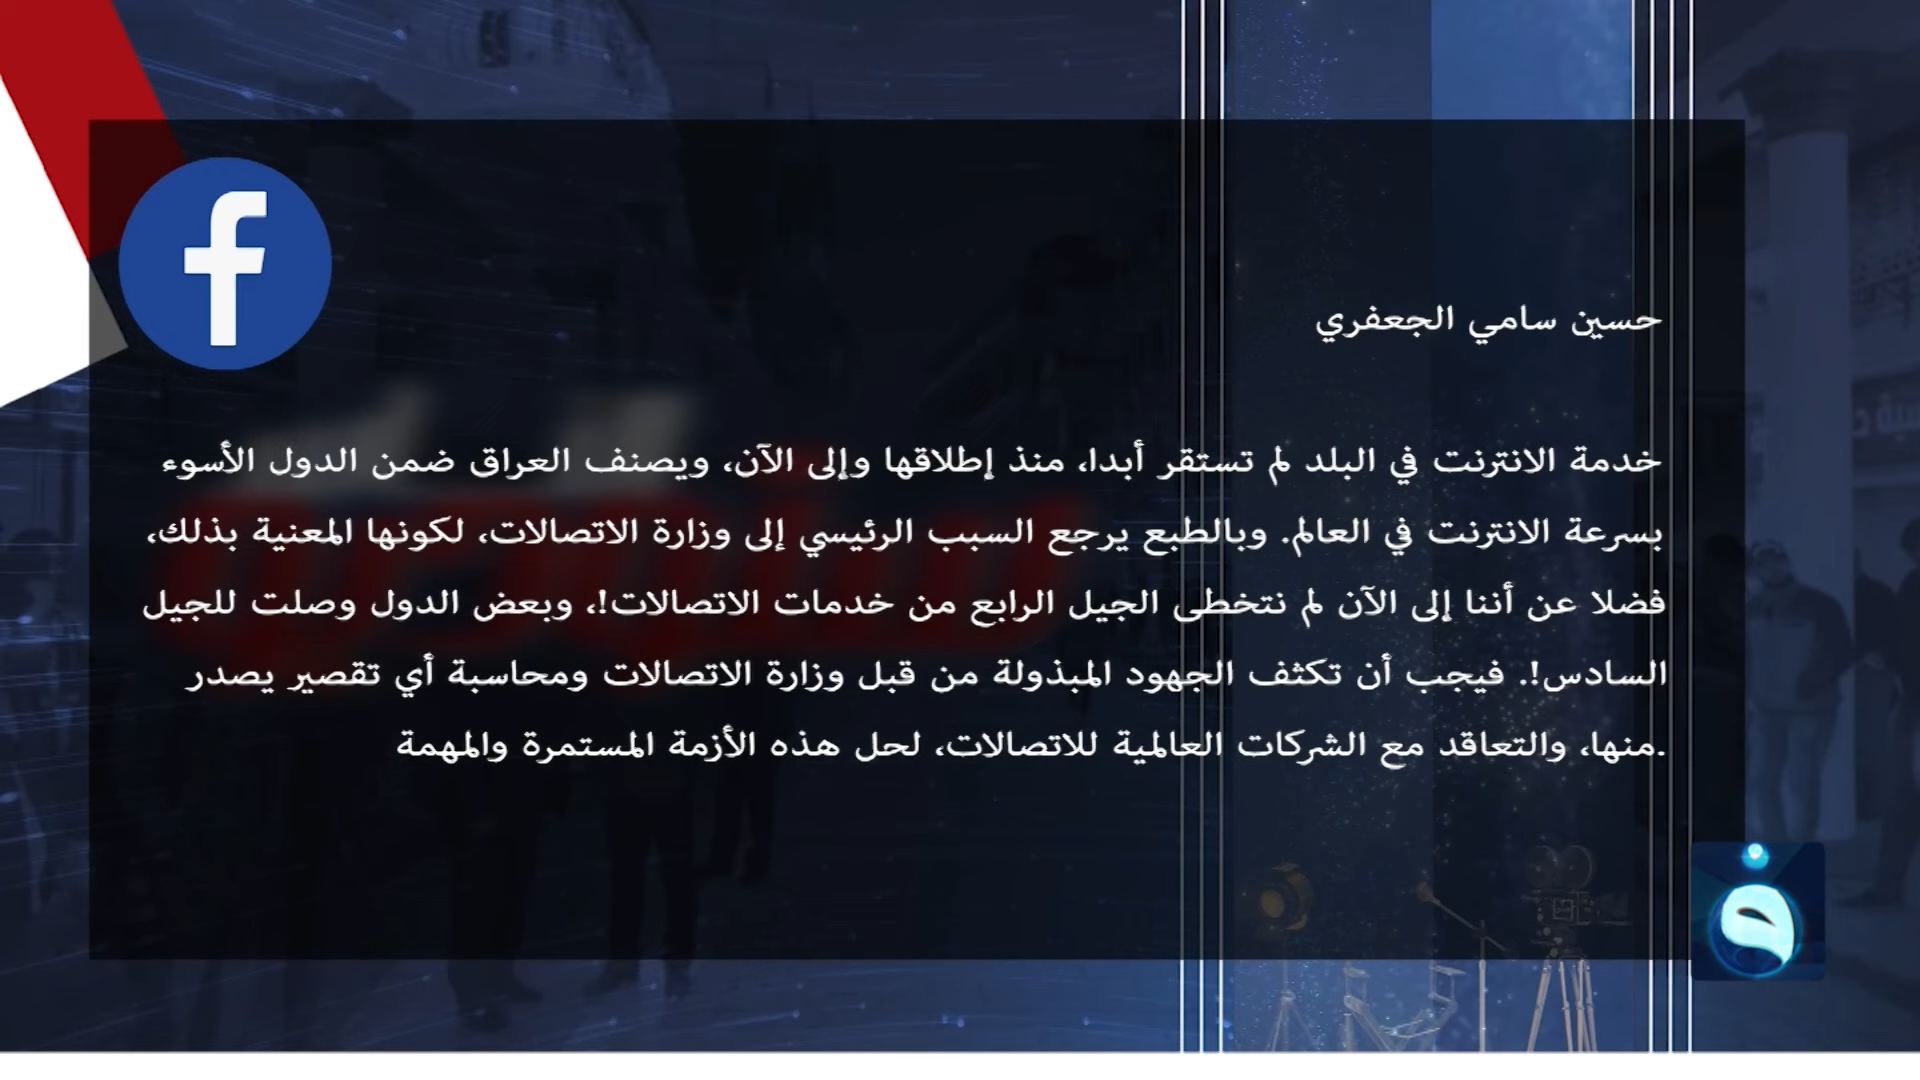 حسين سامي الجعفري
خدمة الانترنت في البلد لم تستقر أبدا، منذ إطلاقها وإلى الآن، ويصنف العراق ضمن الدول الأسوء
بسرعة الانترنت في العالم. وبالطبع يرجع السبب الرئيسي إلى وزارة الاتصالات، لكونها المعنية بذلك،
فضلا عن أننا إلى الآن لم نتخطى الجيل الرابع من خدمات الاتصالات!، وبعض الدول وصلت للجيل
السادس!. فيجب أن تكثف الجهود المبذولة من قبل وزارة الاتصالات ومحاسبة أي تقصير يصدر
.منها، والتعاقد مع الشركات العالمية للاتصالات، لحل هذه الأزمة المستمرة والمهمة